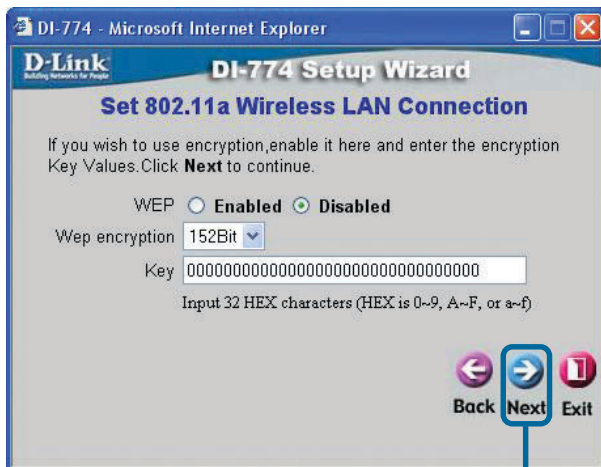 DI-774 - Microsoft Internet Explorer
D-Link
Building Networks for People
DI-774 Setup Wizard
Set 802.11a Wireless LAN Connection
If you wish to use encryption,enable it here and enter the encryption
Key Values.Click Next to continue.
WEP Enabled Disabled
Wep encryption 152Bit
Key 00000000000000000000000000000000
Input 32 HEX characters (HEX is 0~9, A~F, or a~f)
Back Next Exit